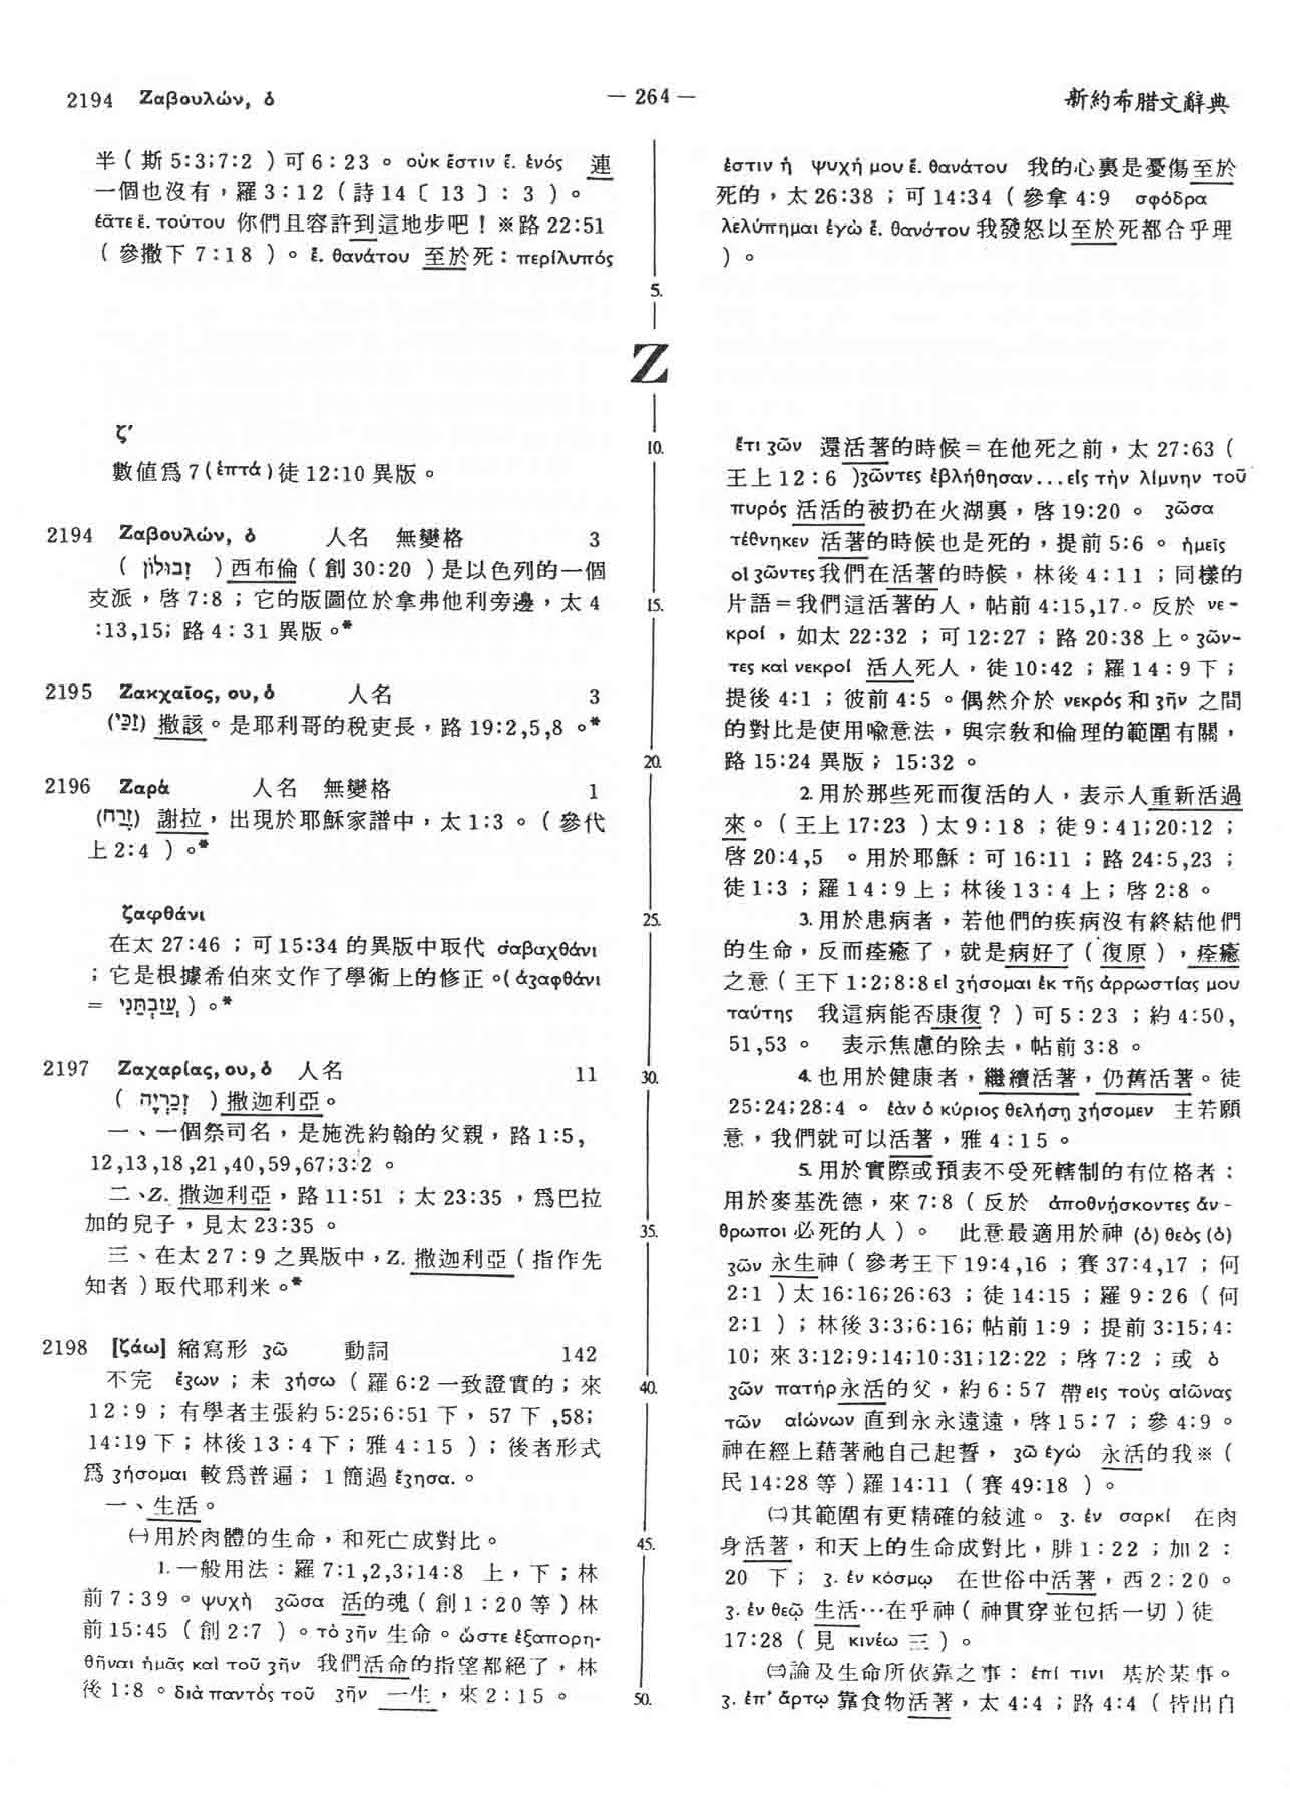 2194 Ζαβουλών, ὁ
— 264 —
新約希腊文辭典
半（斯 5:3;7:2 ）可 6：23 。 οὐκ ἔστιν ἕ. ἑνός 連
一個也沒有，羅 3：12（詩 14〔 13 〕: 3 ）。
ἐᾶτε ἕ. τούτου 你們且容許到這地步吧！※路 22:51
（ 參撒下 7:18 ）。ἕ. θανάτου 至於死：περίλυπός
ζ′
數値爲 7 (ἑπτά) 徒 12:10 異版。
2194 Ζαβουλών, ὁ 人名 無變格 3
（ זְבוּלוֹן ）西布倫（創 30:20 ）是以色列的一個
支派，啓 7:8 ；它的版圖位於拿弗他利旁邊，太 4
:13,15; 路 4：31 異版。*
2195 Ζακχαῖος, ου, ὁ 人名 3
(זַכַּי) 撒該。是耶利哥的稅吏長，路 19:2,5,8 。*
2196 Ζαρά 人名 無變格 1
(זֶרַח) 謝拉，出現於耶穌家譜中，太 1:3 。（ 參代
上 2:4 ）。*
ζαφθάνι
在太 27:46 ；可 15:34 的異版中取代 σαβαχθάνι
；它是根據希伯來文作了學術上的修正。( ἀζαφθάνι
＝ עֲזַבְתָּנִי ) 。*
2197 Ζαχαρίας, ου, ὁ 人名 11
（ זְכַרְיָה ）撒迦利亞。
一、一個祭司名，是施洗約翰的父親，路 1:5,
12,13,18,21,40,59,67;3:2 。
二、Ζ. 撒迦利亞，路 11:51 ；太 23:35 ，爲巴拉
加的兒子，見太 23:35 。
三、在太 27：9 之異版中，Ζ. 撒迦利亞（指作先
知者）取代耶利米。*
2198 [ζάω] 縮寫形 ζῶ 動詞 142
不完 ἔζων ；未 ζήσω（羅 6:2 一致證實的；來
12：9 ；有學者主張約 5:25;6:51 下，57 下 ,58;
14:19 下；林後 13：4 下；雅 4：15 ）；後者形式
爲 ζήσομαι 較爲普遍；1 簡過 ἔζησα.。
一、生活。
㈠用於肉體的生命，和死亡成對比。
1. 一般用法：羅 7:1,2,3;14:8 上，下；林
前 7：39 。ψυχὴ ζῶσα 活的魂（創 1：20 等）林
前 15:45（創 2:7 ）。τὸ ζῆν 生命。ὥστε ἐξαπορη-
θῆναι ἡμᾶς καὶ τοῦ ζῆν 我們活命的指望都絕了，林
後 1:8 。διὰ παντὸς τοῦ ζῆν 一生，來 2：15 。
5.
Z
10.
15.
20.
25.
30.
35.
40.
45.
50.
ἐστιν ἡ ψυχή μου ἕ. θανάτου 我的心裏是憂傷至於
死的，太 26:38 ；可 14:34（ 參拿 4:9 σφόδρα
λελύπημαι ἐγὼ ἕ. θανάτου 我發怒以至於死都合乎理
）。
ἔτι ζῶν 還活著的時候＝在他死之前，太 27:63（
王上 12：6 ）ζῶντες ἐβλήθησαν...εἰς τὴν λίμνην τοῦ
πυρός 活活的被扔在火湖裏，啓 19:20 。 ζῶσα
τέθνηκεν 活著的時候也是死的，提前 5:6 。ἡμεῖς
οἱ ζῶντες 我們在活著的時候，林後 4：11 ；同樣的
片語＝我們這活著的人，帖前 4:15,17.。反於 νε-
κροί ，如太 22:32 ；可 12:27 ；路 20:38 上。ζῶν-
τες καὶ νεκροί 活人死人，徒 10:42 ；羅 14：9 下；
提後 4:1 ；彼前 4:5 。偶然介於 νεκρός 和 ζῆν 之間
的對比是使用喻意法，與宗敎和倫理的範圍有關，
路 15:24 異版；15:32 。
2. 用於那些死而復活的人，表示人重新活過
來。（王上 17:23 ）太 9：18 ；徒 9：41;20:12 ；
啓 20:4,5 。用於耶穌：可 16:11 ；路 24:5,23 ；
徒 1:3 ；羅 14：9 上；林後 13：4 上；啓 2:8 。
3. 用於患病者，若他們的疾病沒有終結他們
的生命，反而痊癒了，就是病好了（復原），痊癒
之意（王下 1:2;8:8 εἰ ζήσομαι ἐκ τῆς ἀρρωστίας μου
ταύτης 我這病能否康復？）可 5：23 ；約 4:50,
51,53 。 表示焦慮的除去，帖前 3:8 。
4. 也用於健康者，繼續活著，仍舊活著。徒
25:24;28:4 。 ἐὰν ὁ κύριος θελήσῃ ζήσομεν 主若願
意，我們就可以活著，雅 4：15 。
5. 用於實際或預表不受死轄制的有位格者：
用於麥基洗德，來 7:8（反於 ἀποθνήσκοντες ἄν-
θρωποι 必死的人）。 此意最適用於神 (ὁ) θεὸς (ὁ)
ζῶν 永生神（參考王下 19:4,16 ；賽 37:4,17 ；何
2:1 ）太 16:16;26:63 ；徒 14:15 ；羅 9：26（何
2:1 ）；林後 3:3;6:16; 帖前 1:9 ；提前 3:15;4:
10; 來 3:12;9:14;10:31;12:22 ；啓 7:2 ；或 ὁ
ζῶν πατήρ 永活的父，約 6：57 帶 εἰς τοὺς αἰῶνας
τῶν αἰώνων 直到永永遠遠，啓 15：7 ；參 4:9 。
神在經上藉著祂自己起誓，ζῶ ἐγώ 永活的我※（
民 14:28 等）羅 14:11（賽 49:18 ）。
㈡其範圍有更精確的敍述。ζ. ἐν σαρκί 在肉
身活著，和天上的生命成對比，腓 1：22 ；加 2：
20 下；ζ. ἐν κόσμῳ 在世俗中活著，西 2：20 。
ζ. ἐν θεῷ 生活…在乎神（神貫穿並包括一切）徒
17:28（見 κινέω 三）。
㈢論及生命所依靠之事：ἐπί τινι 基於某事。
ζ. ἐπ᾽ ἄρτῳ 靠食物活著，太 4:4 ；路 4:4（皆出自